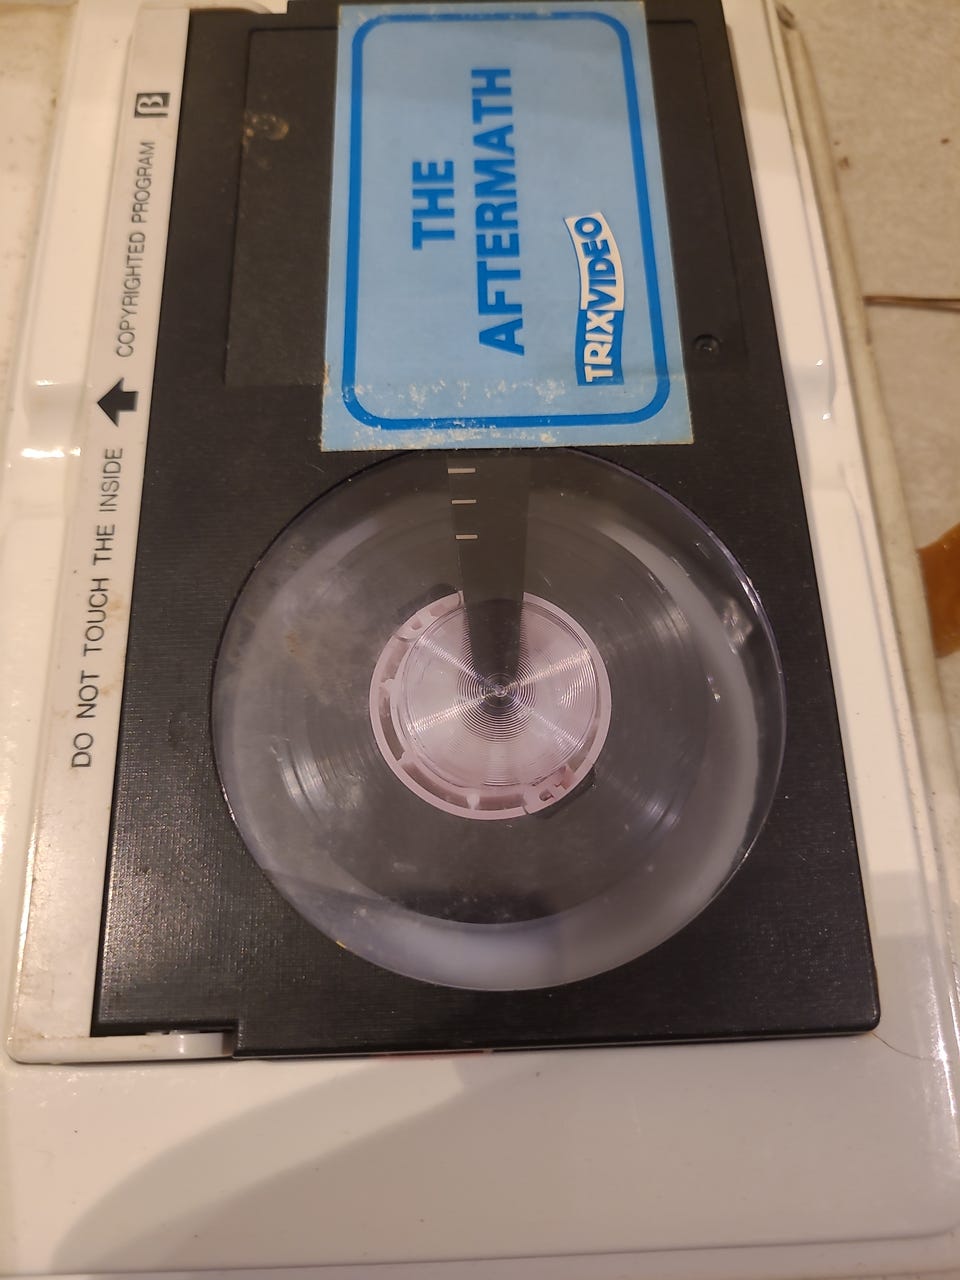 THE
AFTERMATH
TRIXVIDEO
DO NOT TOUCH THE INSIDE COPYRIGHTED PROGRAM β